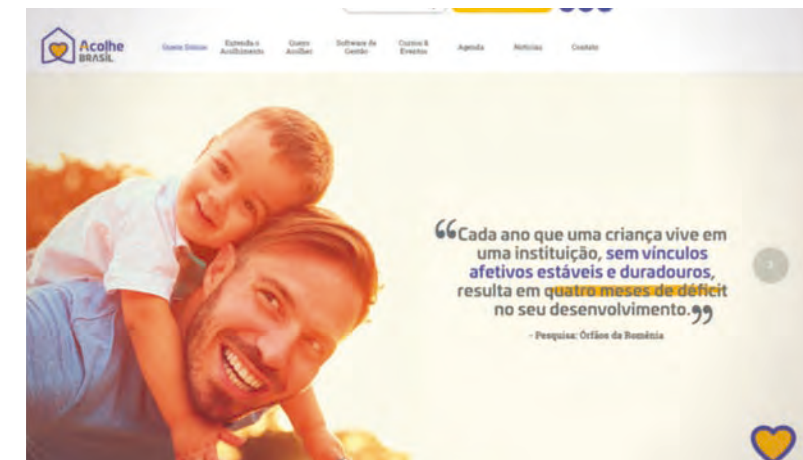 Acolhe
BRASIL
Quem Somos
Entenda o
Acolhimento
Quero
Acolher
Software de
Gestão
Cursos &
Eventos
Agenda
Notícias
Contato
“Cada ano que uma criança vive em
uma instituição, sem vínculos
afetivos estáveis e duradouros,
resulta em quatro meses de déficit
no seu desenvolvimento.”
- Pesquisa: Órfãos da Romênia